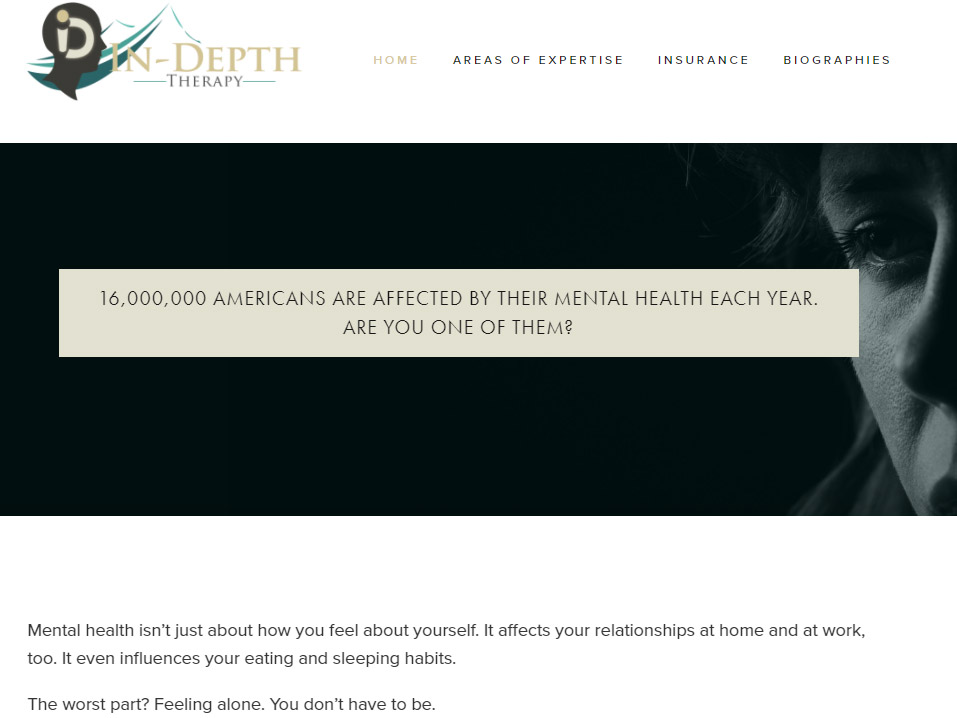 iD
IN-DEPTH
THERAPY
HOME AREAS OF EXPERTISE INSURANCE BIOGRAPHIES
16,000,000 AMERICANS ARE AFFECTED BY THEIR MENTAL HEALTH EACH YEAR.
ARE YOU ONE OF THEM?
Mental health isn’t just about how you feel about yourself. It affects your relationships at home and at work,
too. It even influences your eating and sleeping habits.
The worst part? Feeling alone. You don’t have to be.